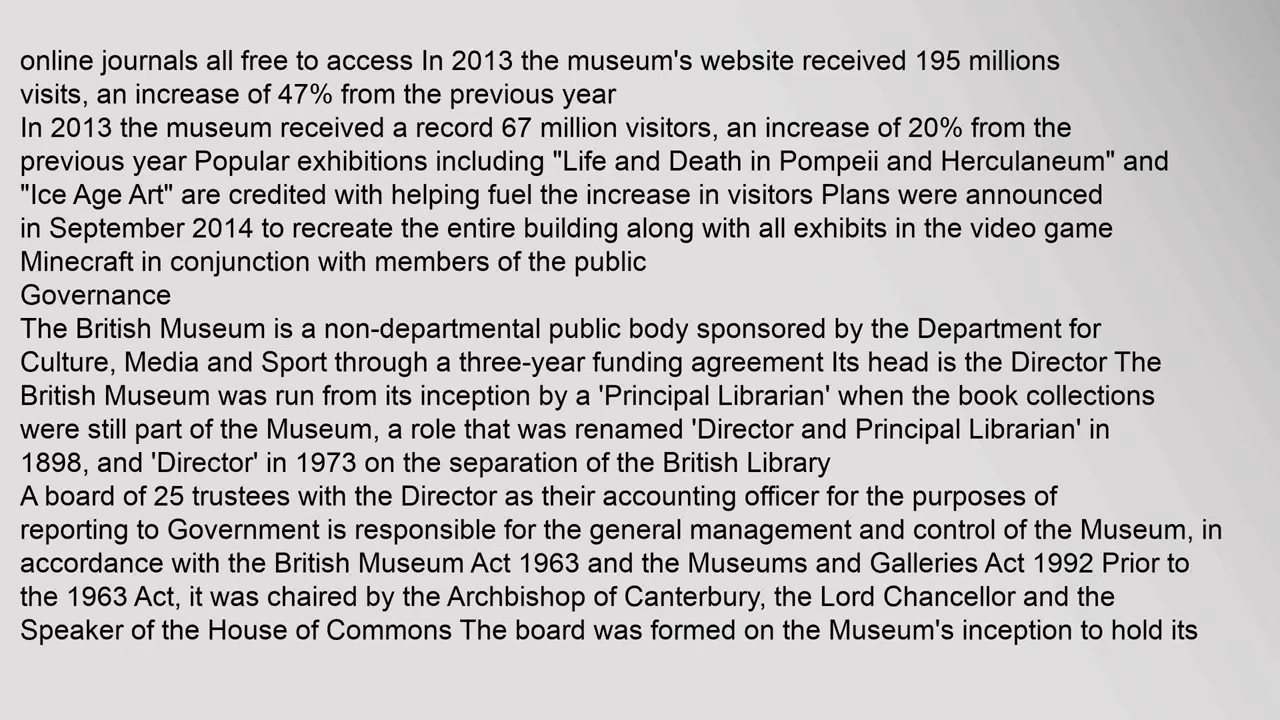 online journals all free to access In 2013 the museum's website received 195 millions
visits, an increase of 47% from the previous year
In 2013 the museum received a record 67 million visitors, an increase of 20% from the
previous year Popular exhibitions including "Life and Death in Pompeii and Herculaneum" and
"Ice Age Art" are credited with helping fuel the increase in visitors Plans were announced
in September 2014 to recreate the entire building along with all exhibits in the video game
Minecraft in conjunction with members of the public
Governance
The British Museum is a non-departmental public body sponsored by the Department for
Culture, Media and Sport through a three-year funding agreement Its head is the Director The
British Museum was run from its inception by a 'Principal Librarian' when the book collections
were still part of the Museum, a role that was renamed 'Director and Principal Librarian' in
1898, and 'Director' in 1973 on the separation of the British Library
A board of 25 trustees with the Director as their accounting officer for the purposes of
reporting to Government is responsible for the general management and control of the Museum, in
accordance with the British Museum Act 1963 and the Museums and Galleries Act 1992 Prior to
the 1963 Act, it was chaired by the Archbishop of Canterbury, the Lord Chancellor and the
Speaker of the House of Commons The board was formed on the Museum's inception to hold its